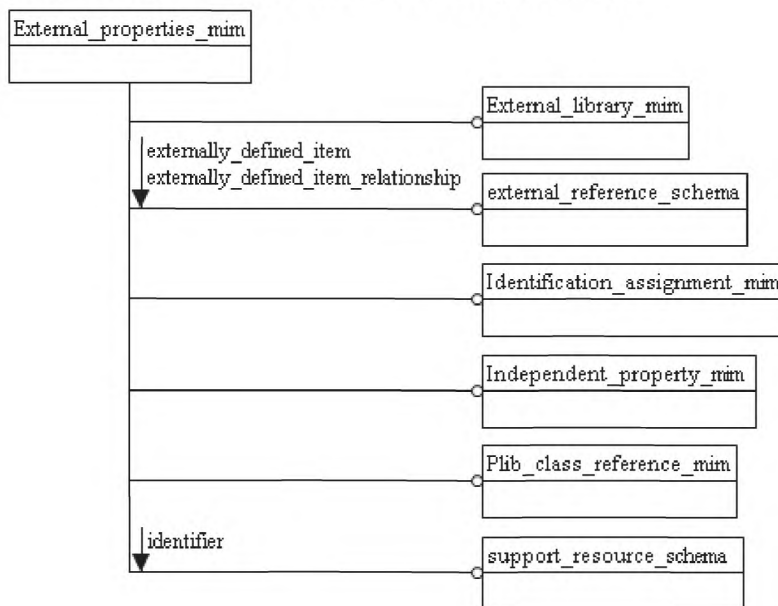 External_properties_mim
External_library_mim
externally_defined_item
externally_defined_item_relationship
external_reference_schema
Identification_assignment_mim
Independent_property_mim
Plib_class_reference_mim
identifier
support_resource_schema